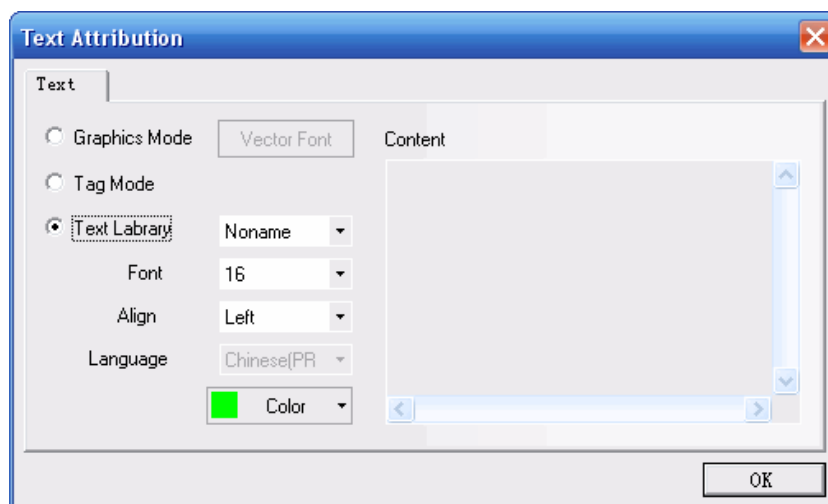 Text Attribution
Text
Graphics Mode
Vector Font
Content
Tag Mode
Text Labrary
Noname
Font
16
Align
Left
Language
Chinese(PR
Color
OK